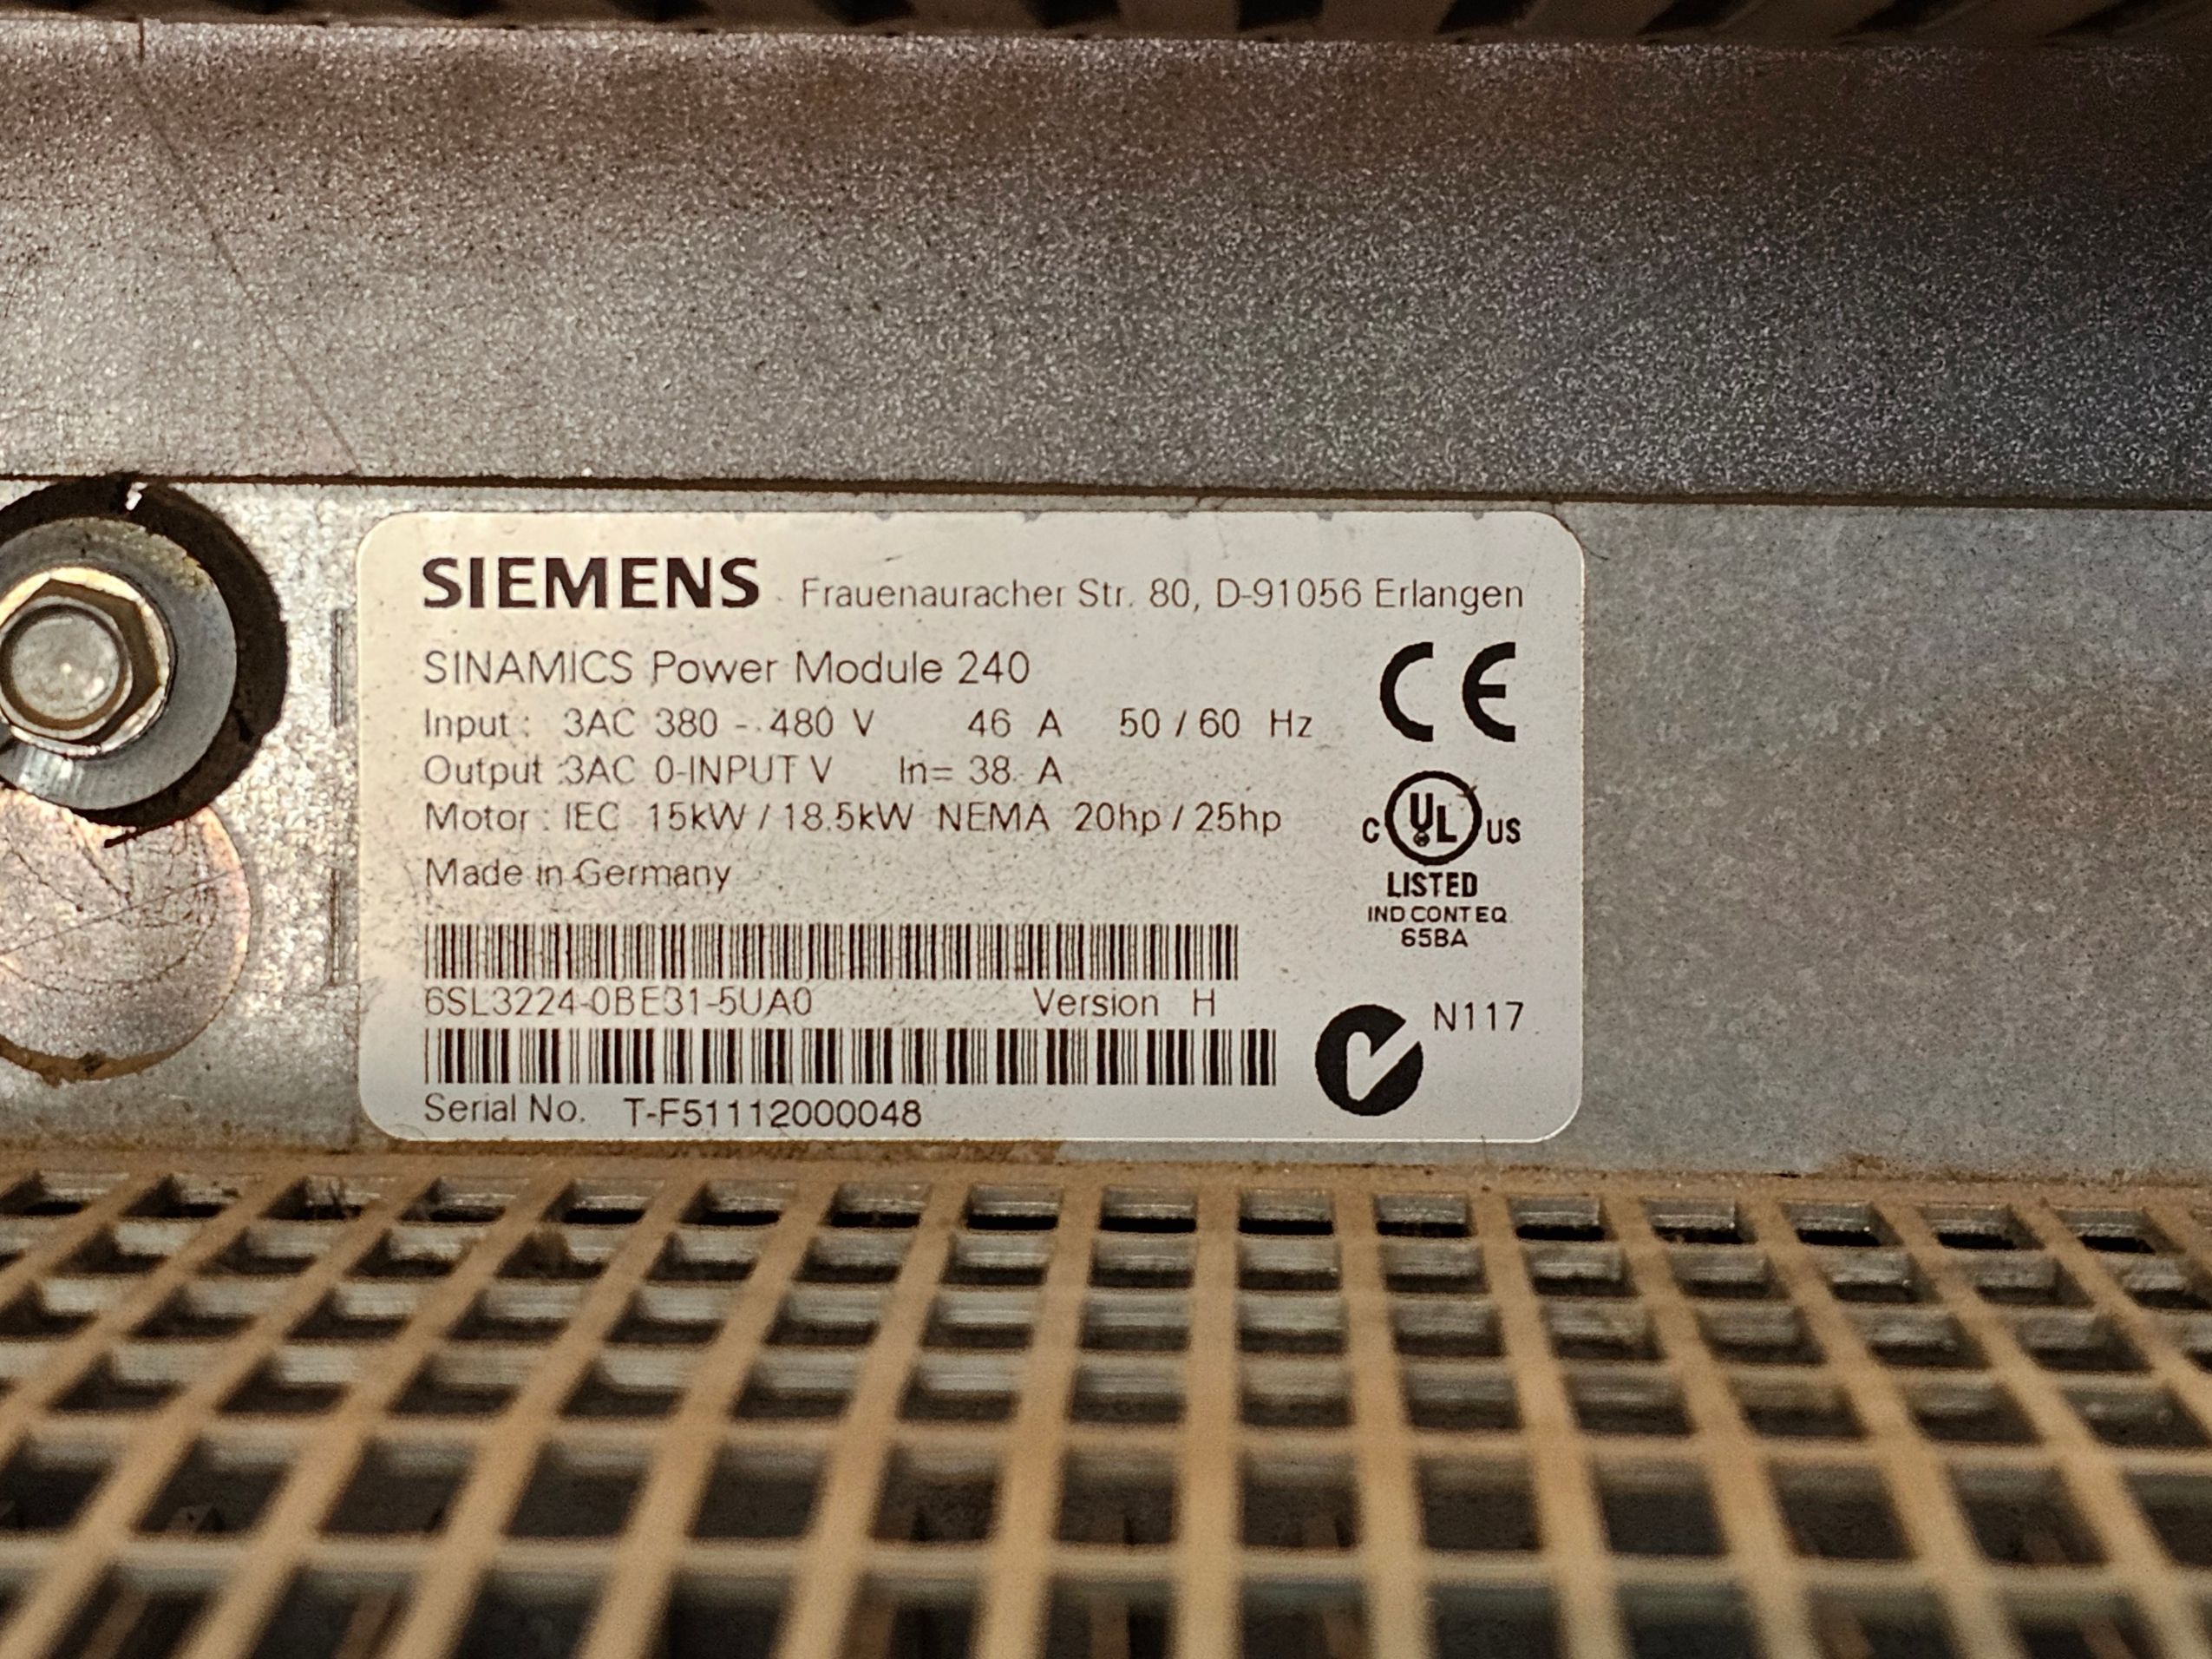 SIEMENS Frauenauracher Str. 80, D-91056 Erlangen
SINAMICS Power Module 240
Input : 3AC 380 - 480 V 46 A 50 / 60 Hz
Output : 3AC 0-INPUT V In= 38 A
Motor : IEC 15kW / 18.5kW NEMA 20hp / 25hp
Made in Germany
CE
C UL US
LISTED
IND CONT EQ
65BA
6SL3224-0BE31-5UA0 Version H
N117
Serial No. T-F51112000048